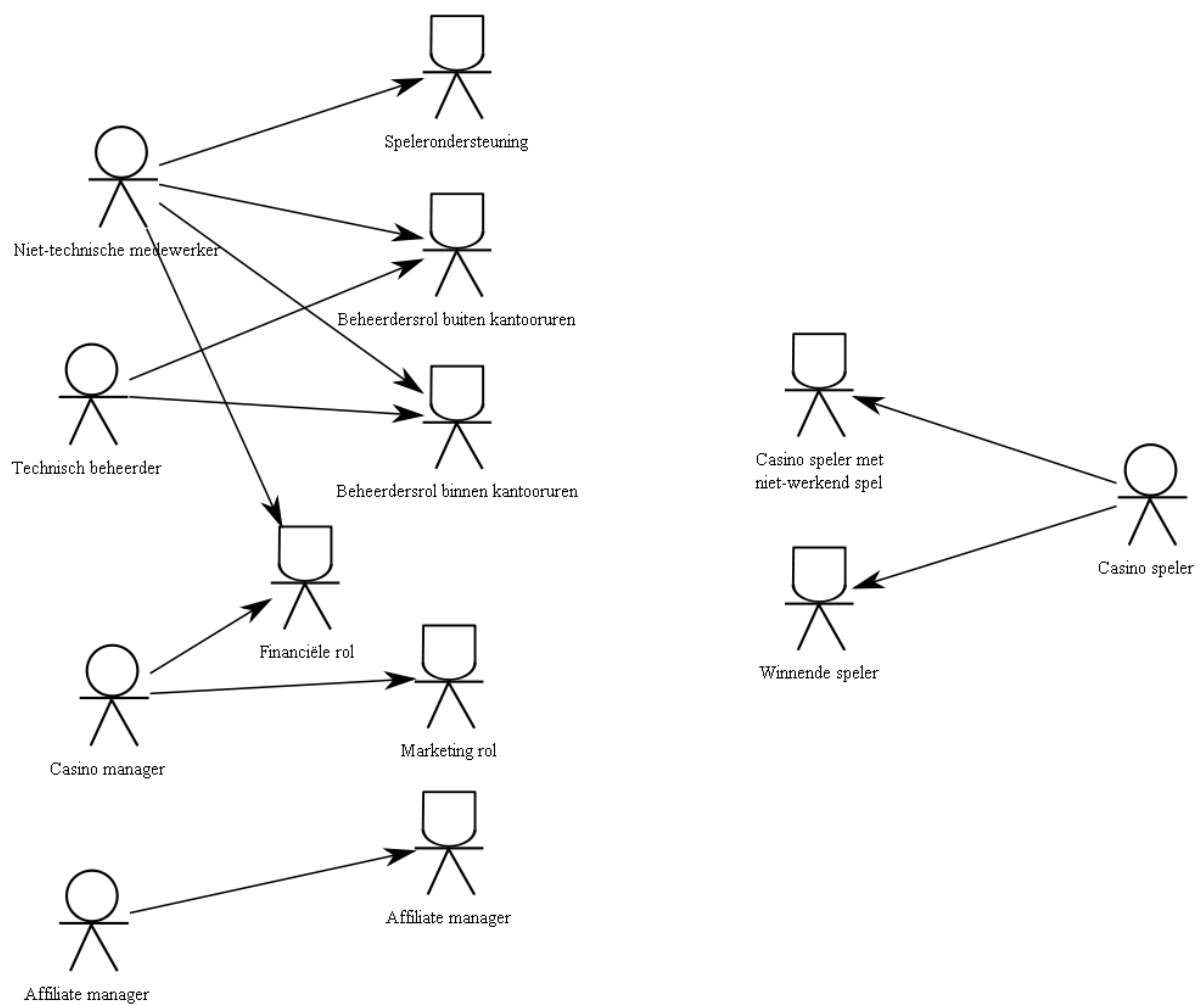 Spelerondersteuning
Niet-technische medewerker
Beheerdersrol buiten kantooruren
Technisch beheerder
Beheerdersrol binnen kantooruren
Casino speler met
niet-werkend spel
Casino speler
Financiële rol
Winnende speler
Marketing rol
Casino manager
Affiliate manager
Affiliate manager